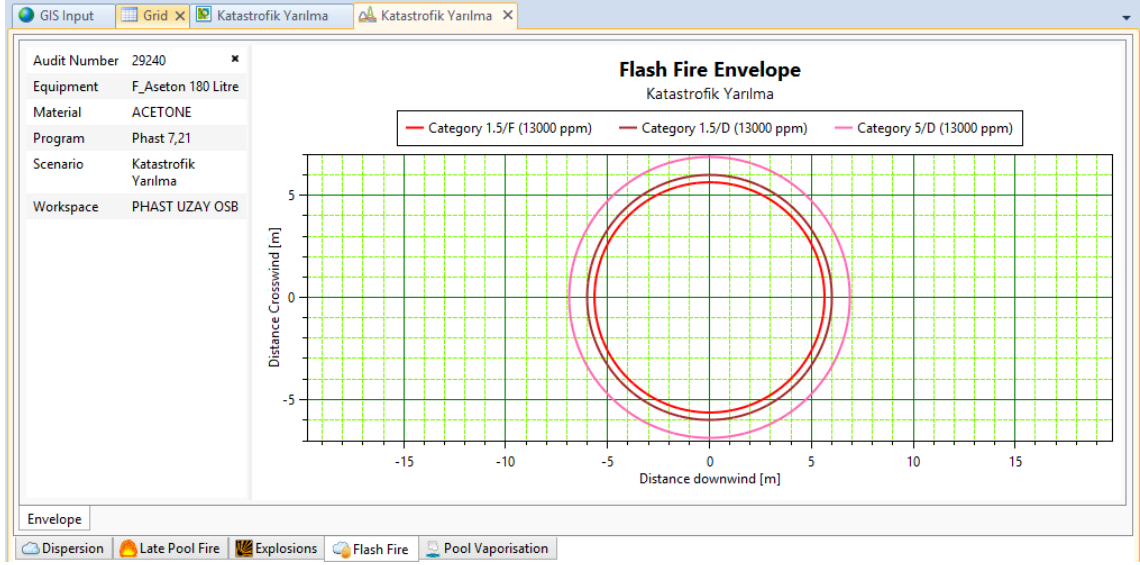 GIS Input Grid Katastrofik Yarılma Katastrofik Yarılma
Audit Number 29240
Equipment F_Aseton 180 Litre
Material ACETONE
Program Phast 7,21
Scenario Katastrofik
Yarılma
Workspace PHAST UZAY OSB
Flash Fire Envelope
Katastrofik Yarılma
Category 1.5/F (13000 ppm) Category 1.5/D (13000 ppm) Category 5/D (13000 ppm)
Distance Crosswind [m]
5
0
-5
-15 -10 -5 0 5 10 15
Distance downwind [m]
Envelope
Dispersion Late Pool Fire Explosions Flash Fire Pool Vaporisation